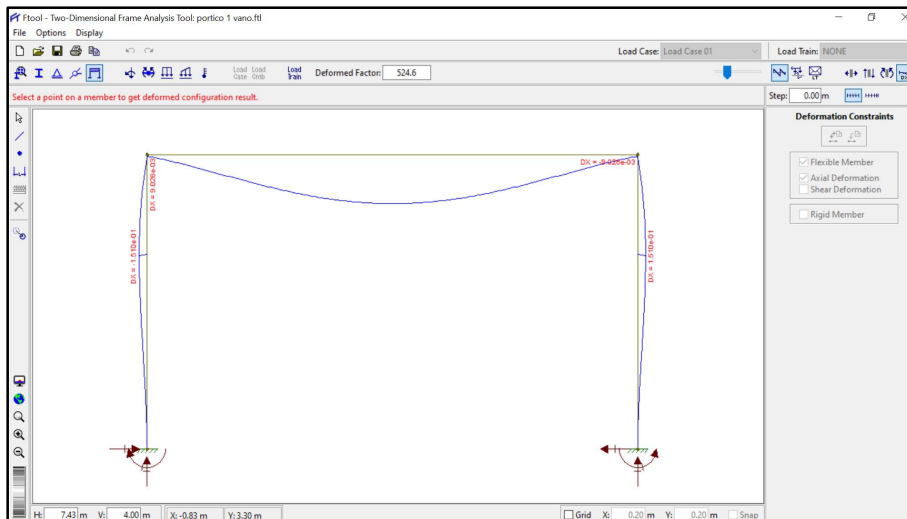 Ftool - Two-Dimensional Frame Analysis Tool: portico 1 vano.ftl
File Options Display
Load Case: Load Case 01 Load Train: NONE
Load Case Load Cmb Load Train Deformed Factor: 524.6
Select a point on a member to get deformed configuration result.
Step: 0.00 m
Deformation Constraints
Flexible Member
Axial Deformation
Shear Deformation
Rigid Member
DX = 9.026e-03
DX = -9.026e-03
DX = -1.510e-01
DX = 1.510e-01
H: 7.43 m V: 4.00 m X: -0.83 m Y: 3.30 m Grid X: 0.20 m Y: 0.20 m Snap